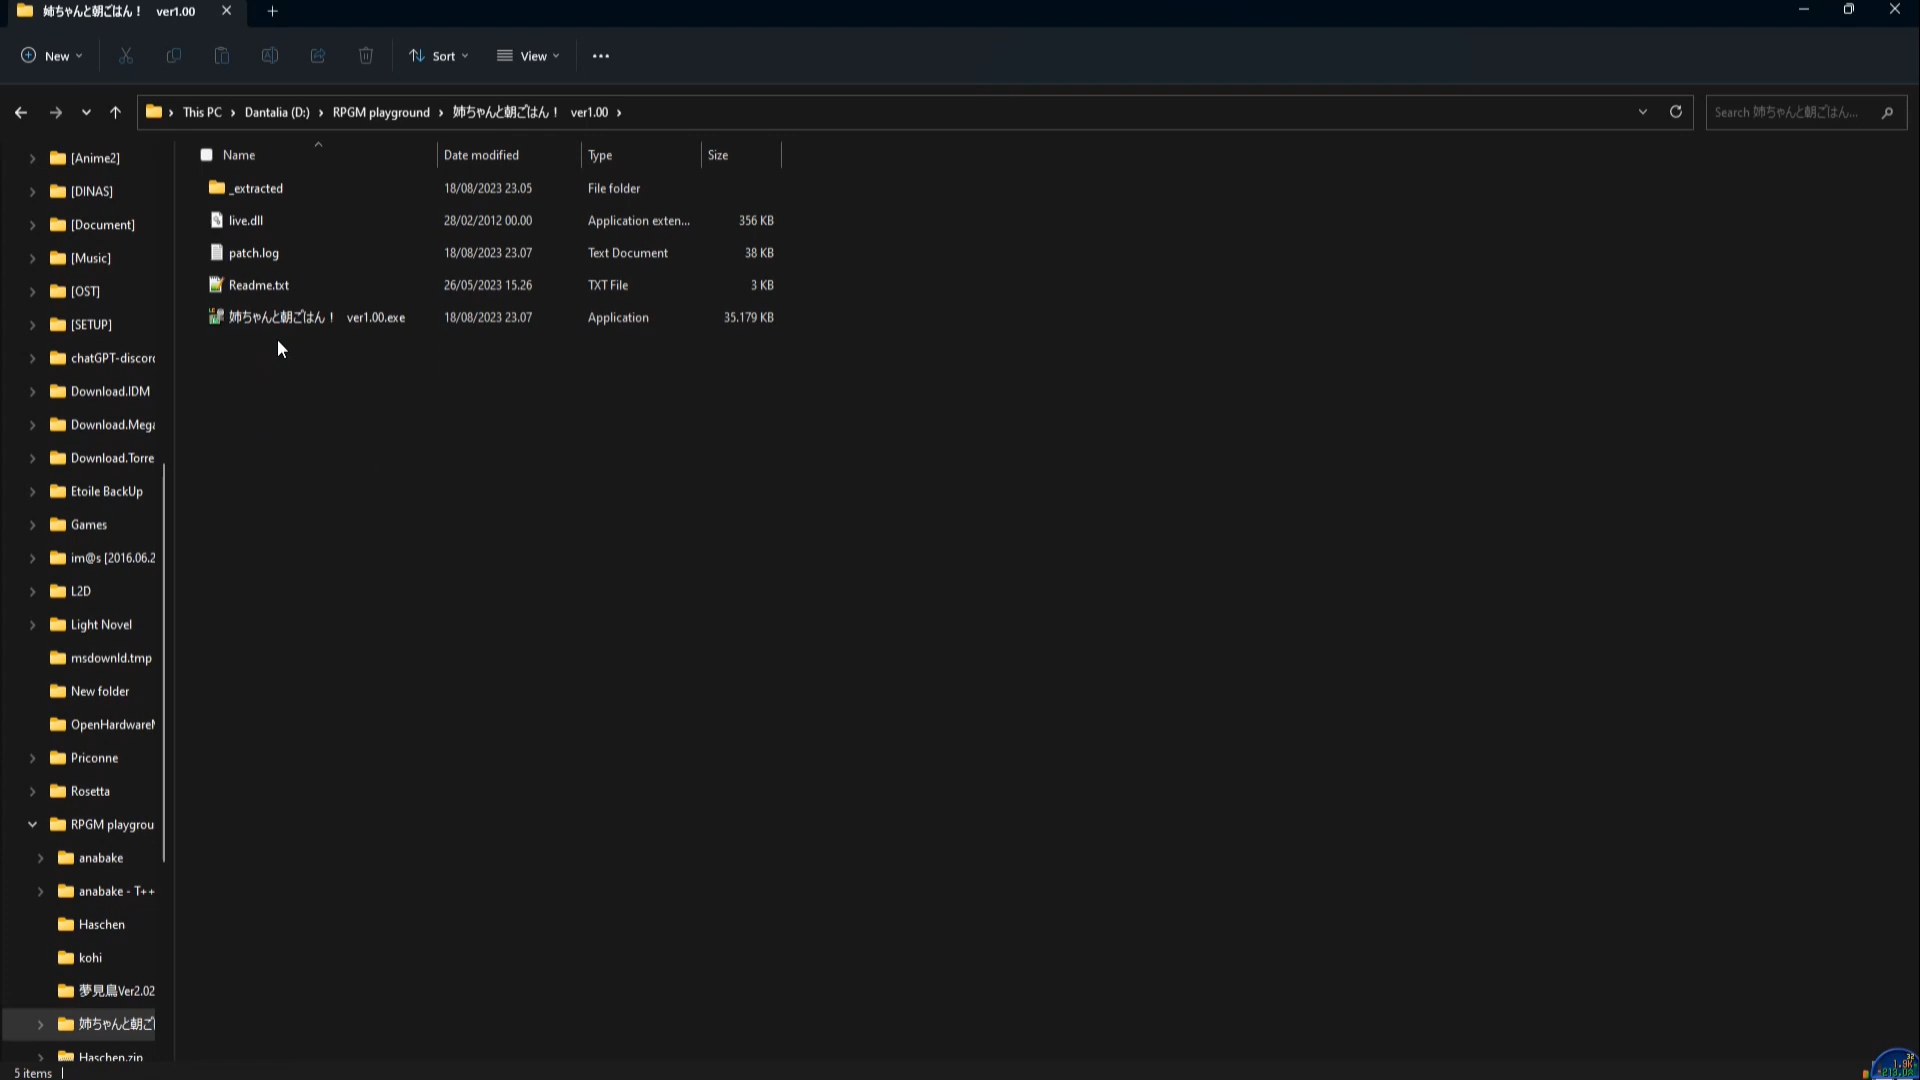 姉ちゃんと朝ごはん！　ver1.00
New
Sort
View
This PC › Dantalia (D:) › RPGM playground › 姉ちゃんと朝ごはん！　ver1.00 ›
Search 姉ちゃんと朝ごはん...
Name Date modified Type Size
_extracted 18/08/2023 23.05 File folder
live.dll 28/02/2012 00.00 Application exten... 356 KB
patch.log 18/08/2023 23.07 Text Document 38 KB
Readme.txt 26/05/2023 15.26 TXT File 3 KB
姉ちゃんと朝ごはん！　ver1.00.exe 18/08/2023 23.07 Application 35.179 KB
[Anime2]
[DINAS]
[Document]
[Music]
[OST]
[SETUP]
chatGPT-discord
Download.IDM
Download.Mega
Download.Torre
Etoile BackUp
Games
im@s [2016.06.2
L2D
Light Novel
msdownld.tmp
New folder
OpenHardwareM
Priconne
Rosetta
RPGM playgrou
anabake
anabake - T++
Haschen
kohi
夢見鳥Ver2.02
姉ちゃんと朝ご
Haschen.zip
5 items
32
1.9K